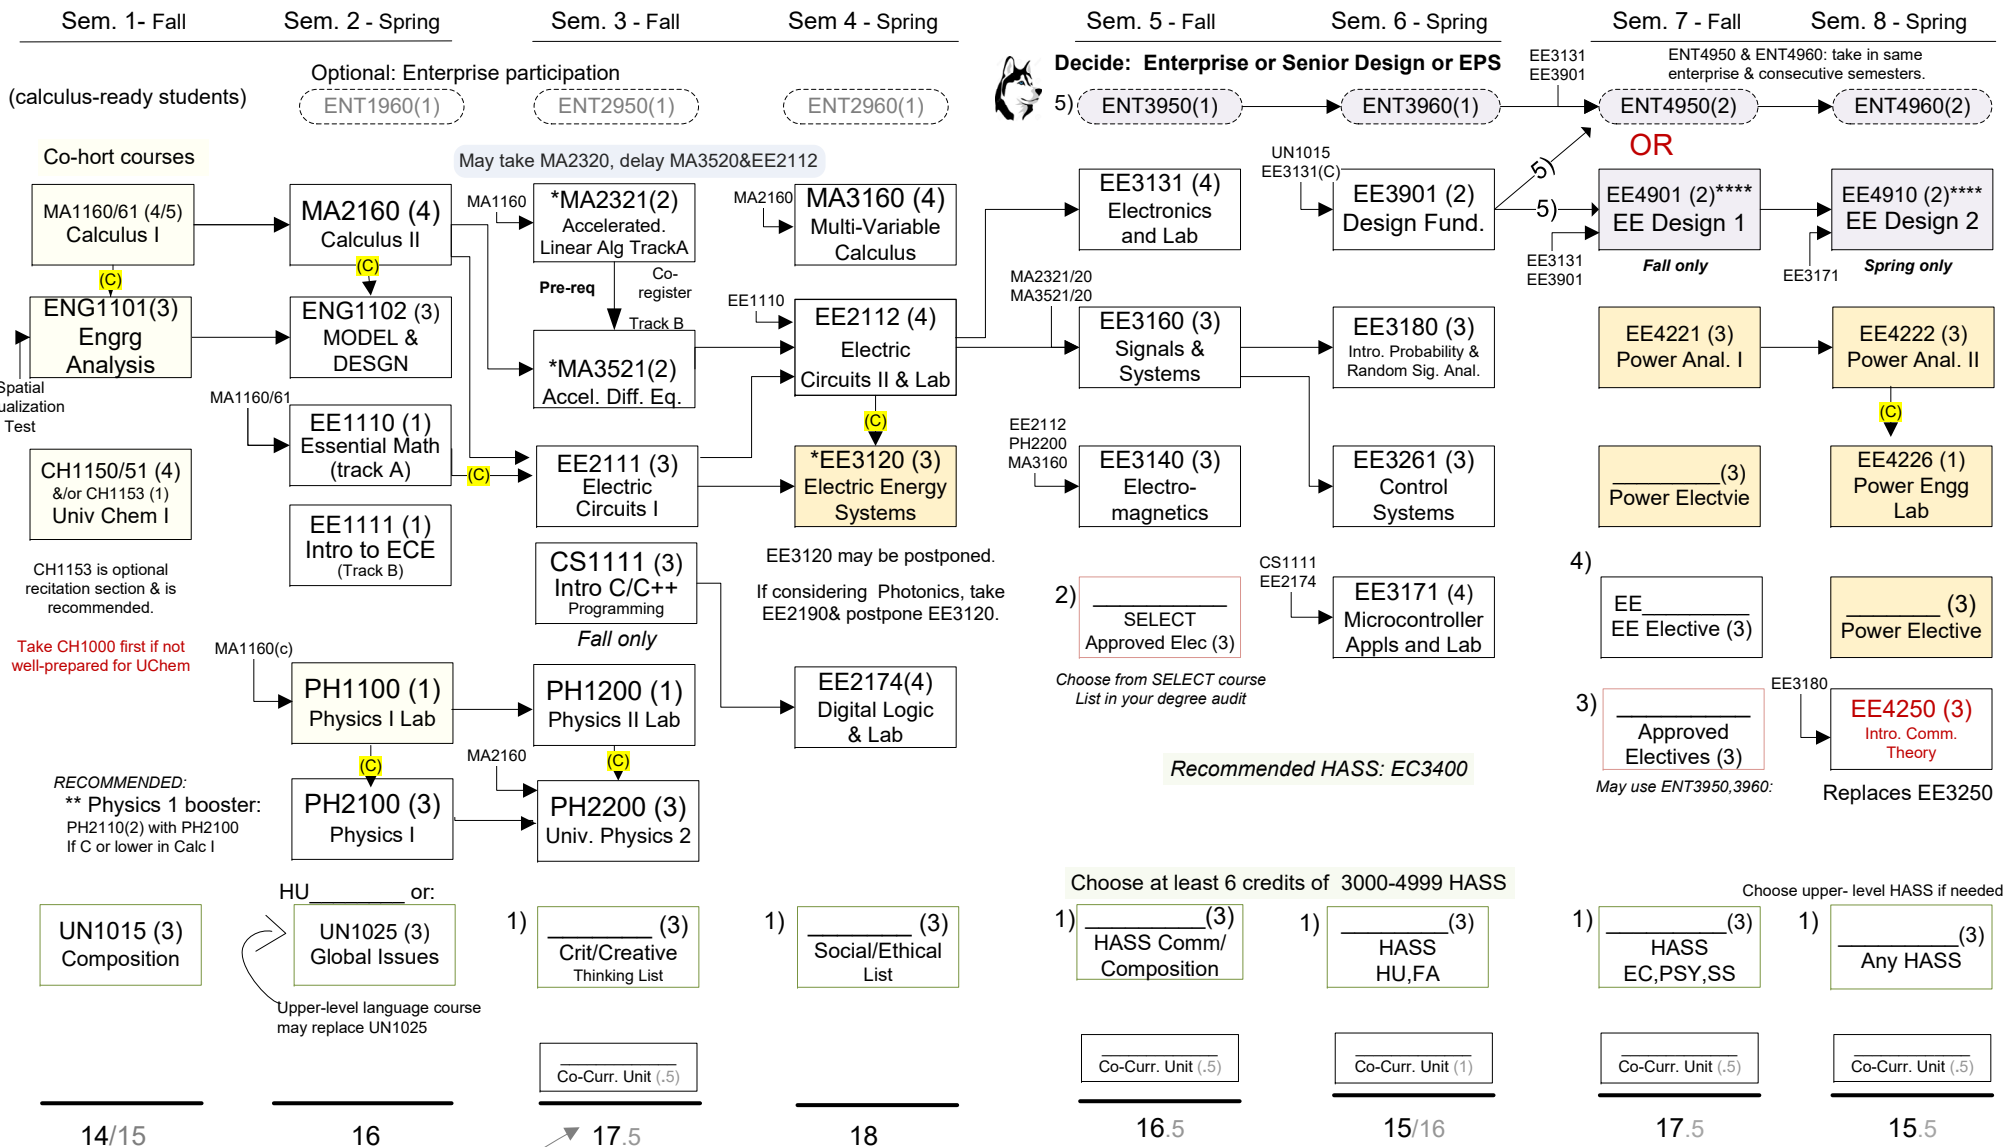 Sem. 1- Fall
Sem. 2 - Spring
Sem. 3 - Fall
Sem 4 - Spring
Sem. 5 - Fall
Sem. 6 - Spring
Sem. 7 - Fall
Sem. 8 - Spring
(calculus-ready students)
Optional: Enterprise participation
ENT1960(1)
ENT2950(1)
ENT2960(1)
Decide: Enterprise or Senior Design or EPS
5)
ENT3950(1)
ENT3960(1)
EE3131
EE3901
ENT4950 & ENT4960: take in same
enterprise & consecutive semesters.
ENT4950(2)
ENT4960(2)
OR
Co-hort courses
May take MA2320, delay MA3520&EE2112
MA1160/61 (4/5)
Calculus I
MA2160 (4)
Calculus II
MA1160
*MA2321(2)
Accelerated.
Linear Alg TrackA
MA2160
MA3160 (4)
Multi-Variable
Calculus
EE3131 (4)
Electronics
and Lab
UN1015
EE3131(C)
EE3901 (2)
Design Fund.
5)
5)
EE4901 (2)****
EE Design 1
Fall only
EE3131
EE3901
EE4910 (2)****
EE Design 2
Spring only
EE3171
(C)
(C)
Pre-req
Co-
register
Track B
ENG1101(3)
Engrg
Analysis
Spatial
ualization
Test
ENG1102 (3)
MODEL &
DESGN
*MA3521(2)
Accel. Diff. Eq.
EE1110
EE2112 (4)
Electric
Circuits II & Lab
MA2321/20
MA3521/20
EE3160 (3)
Signals &
Systems
EE3180 (3)
Intro. Probability &
Random Sig. Anal.
EE4221 (3)
Power Anal. I
EE4222 (3)
Power Anal. II
(C)
(C)
MA1160/61
EE1110 (1)
Essential Math
(track A)
(C)
CH1150/51 (4)
&/or CH1153 (1)
Univ Chem I
EE2111 (3)
Electric
Circuits I
*EE3120 (3)
Electric Energy
Systems
EE2112
PH2200
MA3160
EE3140 (3)
Electro-
magnetics
EE3261 (3)
Control
Systems
_________(3)
Power Electvie
EE4226 (1)
Power Engg
Lab
EE1111 (1)
Intro to ECE
(Track B)
CH1153 is optional
recitation section & is
recommended.
CS1111 (3)
Intro C/C++
Programming
Fall only
EE3120 may be postponed.
If considering Photonics, take
EE2190& postpone EE3120.
2)
____________
SELECT
Approved Elec (3)
Choose from SELECT course
List in your degree audit
CS1111
EE2174
EE3171 (4)
Microcontroller
Appls and Lab
4)
EE_________
EE Elective (3)
________ (3)
Power Elective
Take CH1000 first if not
well-prepared for UChem
MA1160(c)
PH1100 (1)
Physics I Lab
PH1200 (1)
Physics II Lab
EE2174(4)
Digital Logic
& Lab
3)
____________
Approved
Electives (3)
May use ENT3950,3960:
EE3180
EE4250 (3)
Intro. Comm.
Theory
Replaces EE3250
(C)
MA2160
(C)
Recommended HASS: EC3400
RECOMMENDED:
** Physics 1 booster:
PH2110(2) with PH2100
If C or lower in Calc I
PH2100 (3)
Physics I
PH2200 (3)
Univ. Physics 2
HU________ or:
Choose at least 6 credits of 3000-4999 HASS
Choose upper- level HASS if needed
UN1015 (3)
Composition
UN1025 (3)
Global Issues
Upper-level language course
may replace UN1025
1)
_________ (3)
Crit/Creative
Thinking List
1)
_________ (3)
Social/Ethical
List
1)
__________(3)
HASS Comm/
Composition
1)
_________(3)
HASS
HU,FA
1)
__________(3)
HASS
EC,PSY,SS
1)
__________(3)
Any HASS
Co-Curr. Unit (.5)
Co-Curr. Unit (.5)
Co-Curr. Unit (1)
Co-Curr. Unit (.5)
Co-Curr. Unit (.5)
14/15
16
17.5
18
16.5
15/16
17.5
15.5